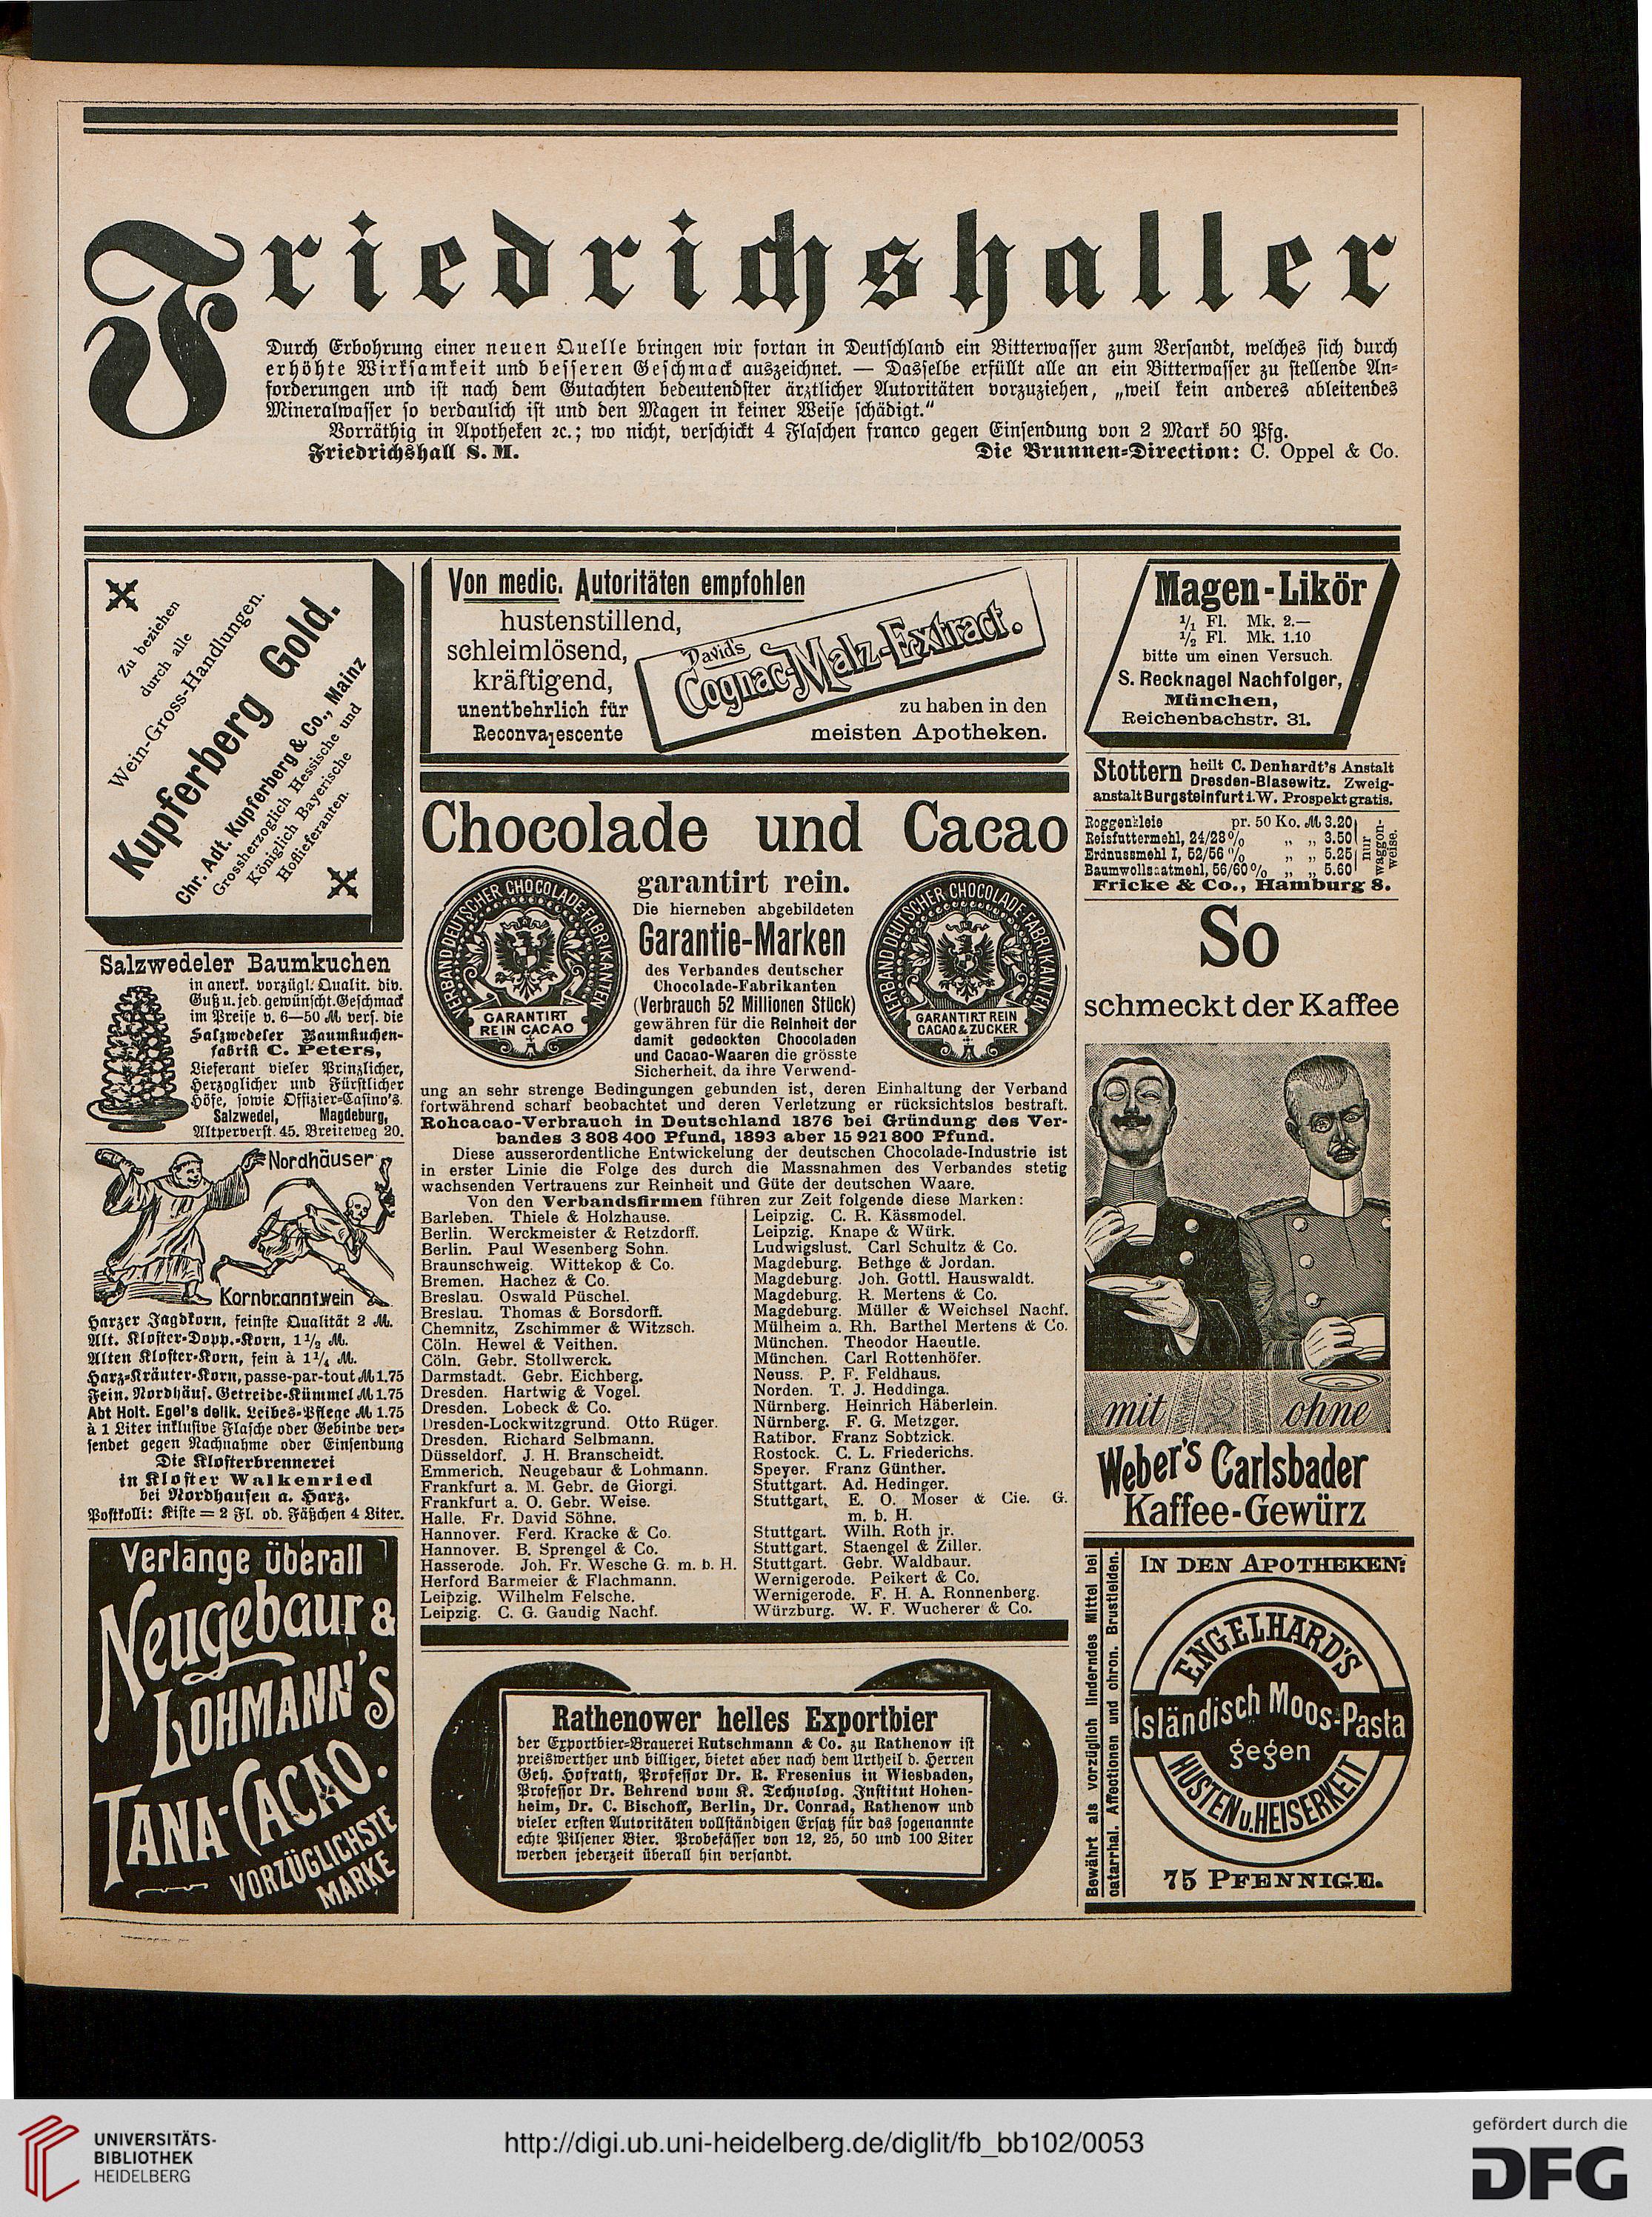 Friedrichshaller
Durch Erbohrung einer neuen Quelle bringen wir fortan in Deutschland ein Bitterwasser zum Versandt, welches sich durch
erhöhte Wirksamkeit und besseren Geschmack auszeichnet. — Dasselbe erfüllt alle an ein Bitterwasser zu stellende An-
forderungen und ist nach dem Gutachten bedeutendster ärztlicher Autoritäten vorzuziehen, „weil kein anderes ableitendes
Mineralwasser so verdaulich ist und den Magen in keiner Weise schädigt.“
Vorräthig in Apotheken ꝛc.; wo nicht, verschickt 4 Flaschen franco gegen Einsendung von 2 Mark 50 Pfg.
Friedrichshall S. M. Die Brunnen-Direction: C. Oppel & Co.
Zu beziehen
durch alle
Wein-Gross-Handlungen.
Kupferberg Gold.
Chr. Adt. Kupferberg & Co., Mainz
Grossherzoglich Hessische und
Königlich Bayerische
Hoflieferanten.
Salzwedeler Baumkuchen
in anerk. vorzügl. Qualit. div.
Guß u. jed. gewünscht. Geschmack
im Preise v. 6—50 M. vers. die
Salzwedeler Baumkuchen-
fabrik C. Peters,
Lieferant vieler Prinzlicher,
Herzoglicher und Fürstlicher
Höfe, sowie Offizier-Casino's.
Salzwedel, Magdeburg,
Altperverstr. 45. Breiteweg 20.
Nordhäuser
Kornbranntwein
Harzer Jagdkorn, feinste Qualität 2 M.
Alt. Kloster-Dopp.-Korn, 1½ M.
Alten Kloster-Korn, fein à 1¼ M.
Harz-Kräuter-Korn, passe-par-tout M 1.75
Fein. Nordhäus. Getreide-Kümmel M 1.75
Abt Holt. Egel's delik. Leibes-Pflege M 1.75
à 1 Liter inklusive Flasche oder Gebinde ver-
sendet gegen Nachnahme oder Einsendung
Die Klosterbrennerei
in Kloster Walkenried
bei Nordhausen a. Harz.
Postkolli: Kiste = 2 Fl. od. Fäßchen 4 Liter.
Verlange überall
Neugebaur &
LOHMANN'S
TANA-CACAO.
VORZÜGLICHSTE
MARKE
Von medic. Autoritäten empfohlen
hustenstillend,
schleimlösend,
kräftigend,
unentbehrlich für
Reconvalescente
David's
Cognac-Malz-Extract.
zu haben in den
meisten Apotheken.
Chocolade und Cacao
VERBAND DEUTSCHER CHOCOLADE-FABRIKANTEN
GARANTIRT
REIN CACAO
garantirt rein.
Die hierneben abgebildeten
Garantie-Marken
des Verbandes deutscher
Chocolade-Fabrikanten
(Verbrauch 52 Millionen Stück)
gewähren für die Reinheit der
damit gedeckten Chocoladen
und Cacao-Waaren die grösste
Sicherheit, da ihre Verwend-
VERBAND DEUTSCHER CHOCOLADE FABRIKANTEN
GARANTIRT REIN
CACAO & ZUCKER
ung an sehr strenge Bedingungen gebunden ist, deren Einhaltung der Verband
fortwährend scharf beobachtet und deren Verletzung er rücksichtslos bestraft.
Rohcacao-Verbrauch in Deutschland 1876 bei Gründung des Ver-
bandes 3 808 400 Pfund, 1893 aber 15 921 800 Pfund.
Diese ausserordentliche Entwickelung der deutschen Chocolade-Industrie ist
in erster Linie die Folge des durch die Massnahmen des Verbandes stetig
wachsenden Vertrauens zur Reinheit und Güte der deutschen Waare.
Von den Verbandsfirmen führen zur Zeit folgende diese Marken:
Barleben. Thiele & Holzhause.
Berlin. Werckmeister & Retzdorff.
Berlin. Paul Wesenberg Sohn.
Braunschweig. Wittekop & Co.
Bremen. Hachez & Co.
Breslau. Oswald Püschel.
Breslau. Thomas & Borsdorff.
Chemnitz, Zschimmer & Witzsch.
Cöln. Hewel & Veithen.
Cöln. Gebr. Stollwerck.
Darmstadt. Gebr. Eichberg.
Dresden. Hartwig & Vogel.
Dresden. Lobeck & Co.
Dresden-Lockwitzgrund. Otto Rüger.
Dresden. Richard Selbmann.
Düsseldorf. J. H. Branscheidt.
Emmerich. Neugebaur & Lohmann.
Frankfurt a. M. Gebr. de Giorgi.
Frankfurt a. O. Gebr. Weise.
Halle. Fr. David Söhne.
Hannover. Ferd. Kracke & Co.
Hannover. B. Sprengel & Co.
Hasserode. Joh. Fr. Wesche G. m. b. H.
Herford Barmeier & Flachmann.
Leipzig. Wilhelm Felsche.
Leipzig. C. G. Gaudig Nachf.
Leipzig. C. R. Kässmodel.
Leipzig. Knape & Würk.
Ludwigslust. Carl Schultz & Co.
Magdeburg. Bethge & Jordan.
Magdeburg. Joh. Gottl. Hauswaldt.
Magdeburg. R. Mertens & Co.
Magdeburg. Müller & Weichsel Nachf.
Mülheim a. Rh. Barthel Mertens & Co.
München. Theodor Haeutle.
München. Carl Rottenhöfer.
Neuss. P. F. Feldhaus.
Norden. T. J. Heddinga.
Nürnberg. Heinrich Häberlein.
Nürnberg. F. G. Metzger.
Ratibor. Franz Sobtzick.
Rostock. C. L. Friederichs.
Speyer. Franz Günther.
Stuttgart. Ad. Hedinger.
Stuttgart. E. O. Moser & Cie. G.
m. b. H.
Stuttgart. Wilh. Roth jr.
Stuttgart. Staengel & Ziller.
Stuttgart. Gebr. Waldbaur.
Wernigerode. Peikert & Co.
Wernigerode. F. H. A. Ronnenberg.
Würzburg. W. F. Wucherer & Co.
Rathenower helles Exportbier
der Exportbier-Brauerei Rutschmann & Co. zu Rathenow ist
preiswerther und billiger, bietet aber nach dem Urtheil d. Herren
Geh. Hofrath, Professor Dr. R. Fresenius in Wiesbaden,
Professor Dr. Behrend vom K. Technolog. Institut Hohen-
heim, Dr. C. Bischoff, Berlin, Dr. Conrad, Rathenow und
vieler ersten Autoritäten vollständigen Ersatz für das sogenannte
echte Pilsener Bier. Probefässer von 12, 25, 50 und 100 Liter
werden jederzeit überall hin versandt.
Magen-Likör
1/1 Fl. Mk. 2.—
1/2 Fl. Mk. 1.10
bitte um einen Versuch.
S. Recknagel Nachfolger,
München,
Reichenbachstr. 31.
Stottern heilt C. Denhardt's Anstalt
Dresden-Blasewitz. Zweig-
anstalt Burgsteinfurt i. W. Prospekt gratis.
Roggenkleie pr. 50 Ko. M 3.20
Reisfuttermehl, 24/28% „ „ 3.50
Erdnussmehl I, 52/56 % „ „ 5.25
Baumwollsaatmehl, 56/60% „ „ 5.60
nur
waggon-
weise.
Fricke & Co., Hamburg 8.
So
schmeckt der Kaffee
mit ohne
Weber's Carlsbader
Kaffee-Gewürz
Bewährt als vorzüglich linderndes Mittel bei
catarrhal. Affectionen und chron. Brustleiden.
IN DEN APOTHEKEN:
ENGELHARD'S
Isländisch Moos-Pasta
gegen
HUSTEN u. HEISERKEIT
75 PFENNIGE.
UNIVERSITÄTS-
BIBLIOTHEK
HEIDELBERG
http://digi.ub.uni-heidelberg.de/diglit/fb_bb102/0053
gefördert durch die
DFG